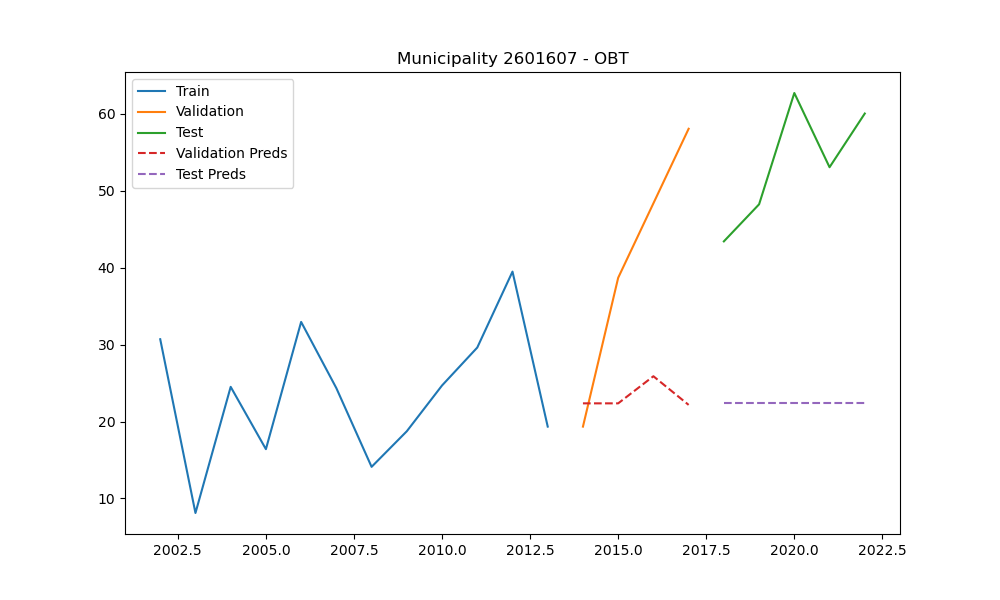 Municipality 2601607 - OBT
Train
Validation
Test
Validation Preds
Test Preds
60
50
40
30
20
10
2002.5 2005.0 2007.5 2010.0 2012.5 2015.0 2017.5 2020.0 2022.5